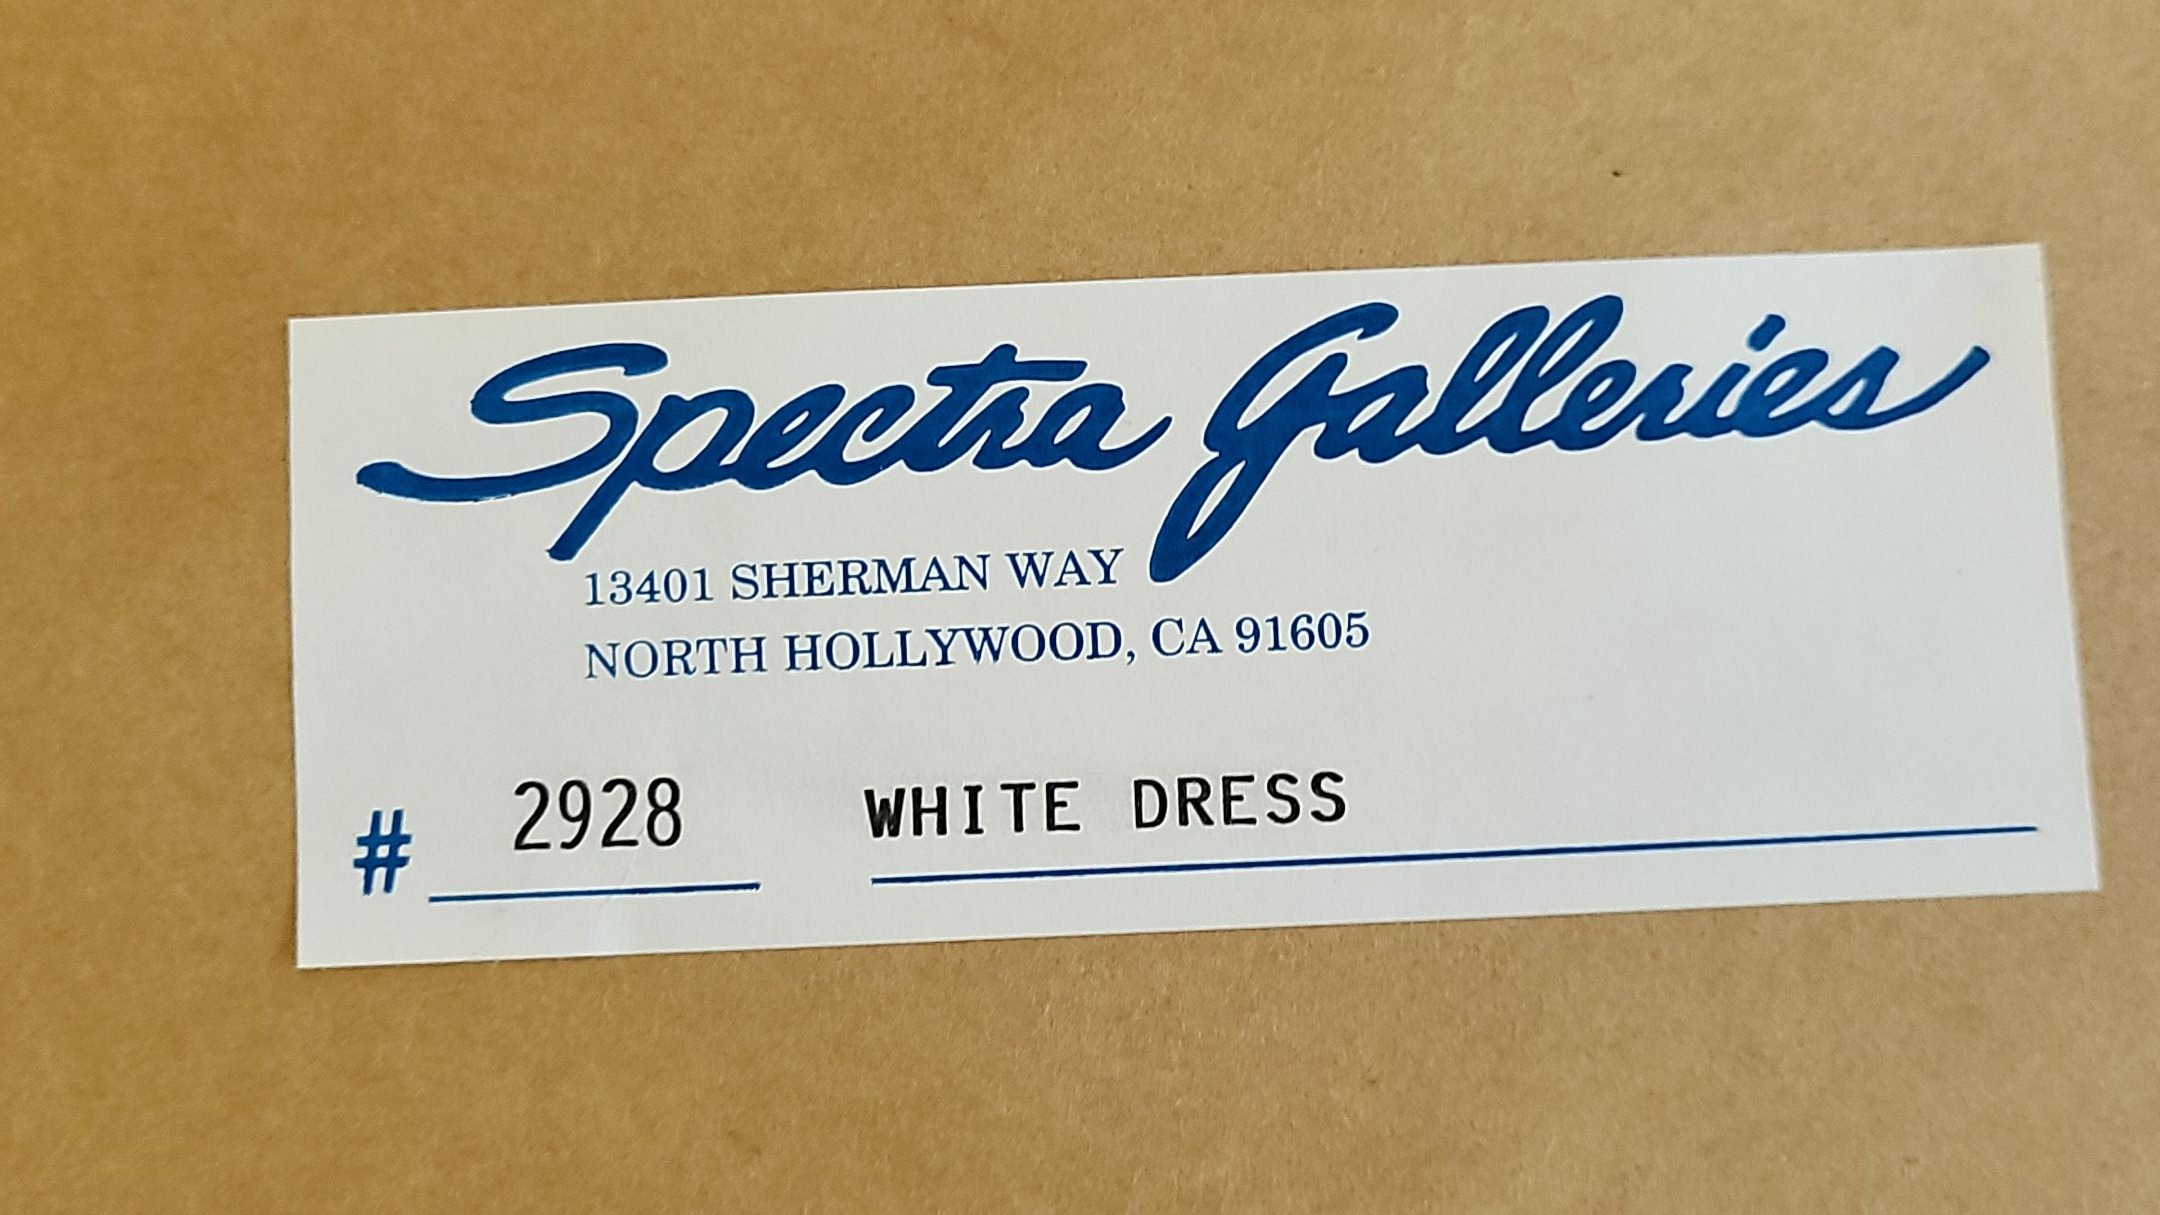 Spectra Galleries
13401 SHERMAN WAY
NORTH HOLLYWOOD, CA 91605
# 2928 WHITE DRESS